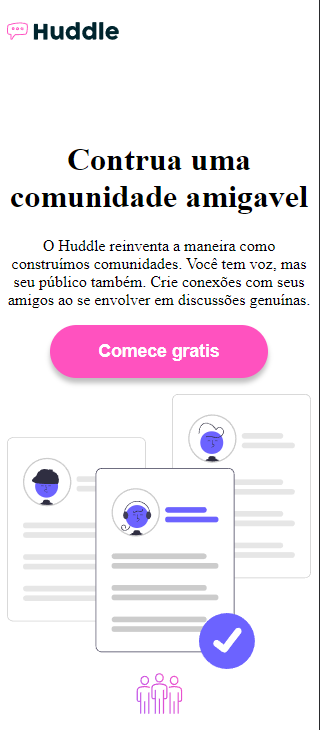 Huddle
Contrua uma
comunidade amigavel
O Huddle reinventa a maneira como
construímos comunidades. Você tem voz, mas
seu público também. Crie conexões com seus
amigos ao se envolver em discussões genuínas.
Comece gratis